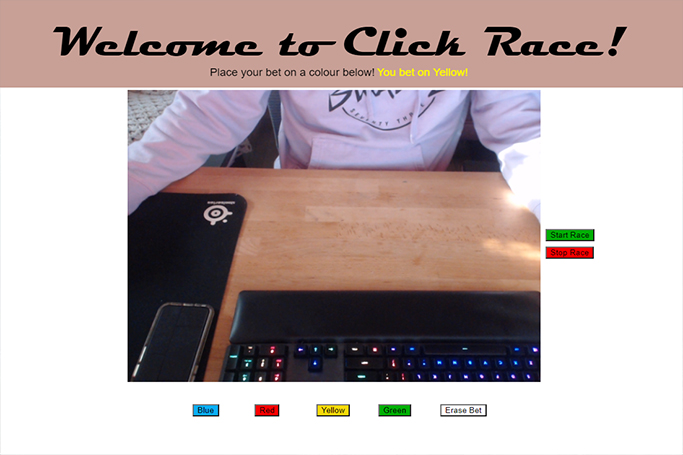 Welcome to Click Race!
Place your bet on a colour below! You bet on Yellow!
steelseries
Start Race
Stop Race
Blue
Red
Yellow
Green
Erase Bet